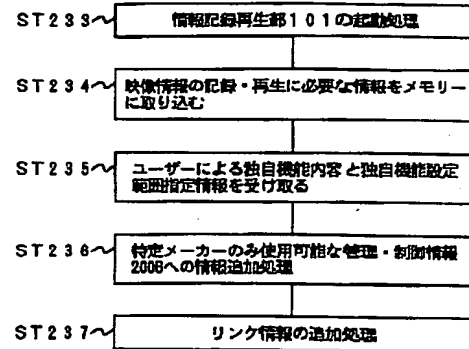 ST233~ 情報記録再生部101の起動処理
ST234~ 映像情報の記録・再生に必要な情報をメモリー
に取り込む
ST235~ ユーザーによる独自機能内容と独自機能設定
範囲指定情報を受け取る
ST236~ 特定メーカーのみ使用可能な管理・制御情報
2006への情報追加処理
ST237~ リンク情報の追加処理